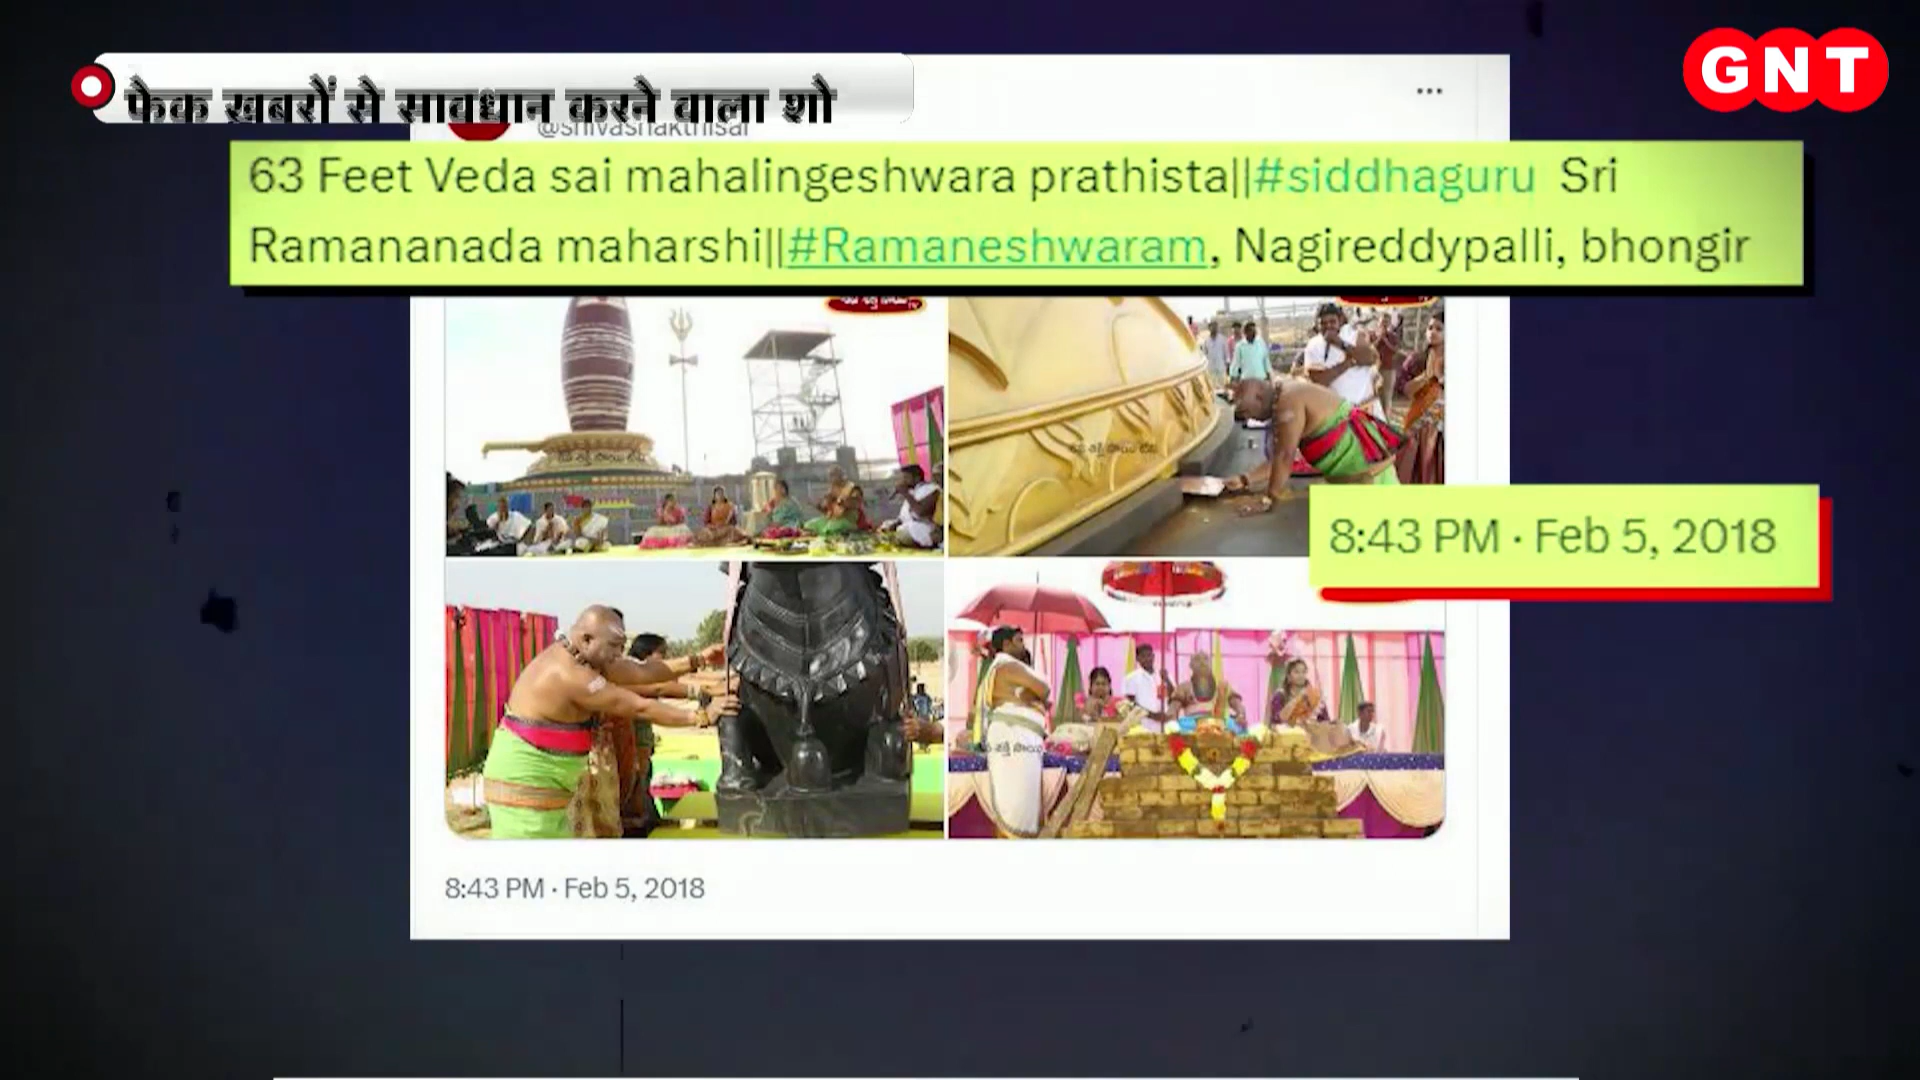 फेक ख़बरों से सावधान करने वाला शो
GNT
@shivashakthisai
63 Feet Veda sai mahalingeshwara prathista||#siddhaguru Sri
Ramananada maharshi||#Ramaneshwaram, Nagireddypalli, bhongir
8:43 PM · Feb 5, 2018
8:43 PM · Feb 5, 2018